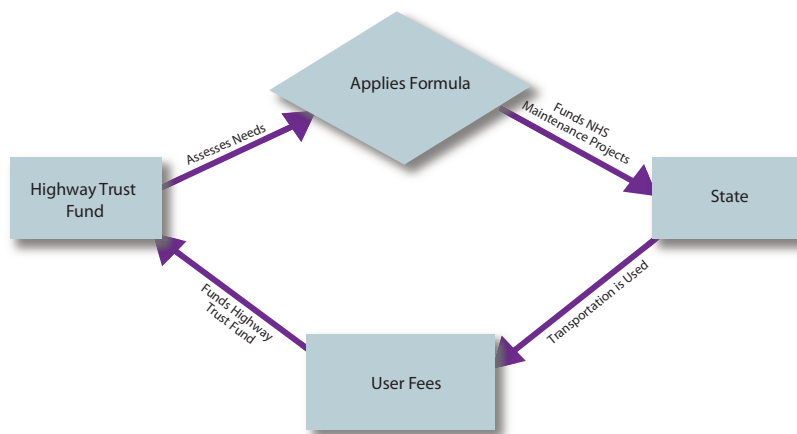 Applies Formula
Assesses Needs
Funds NHS
Maintenance Projects
Highway Trust
Fund
State
Funds Highway
Trust Fund
Transportation is Used
User Fees